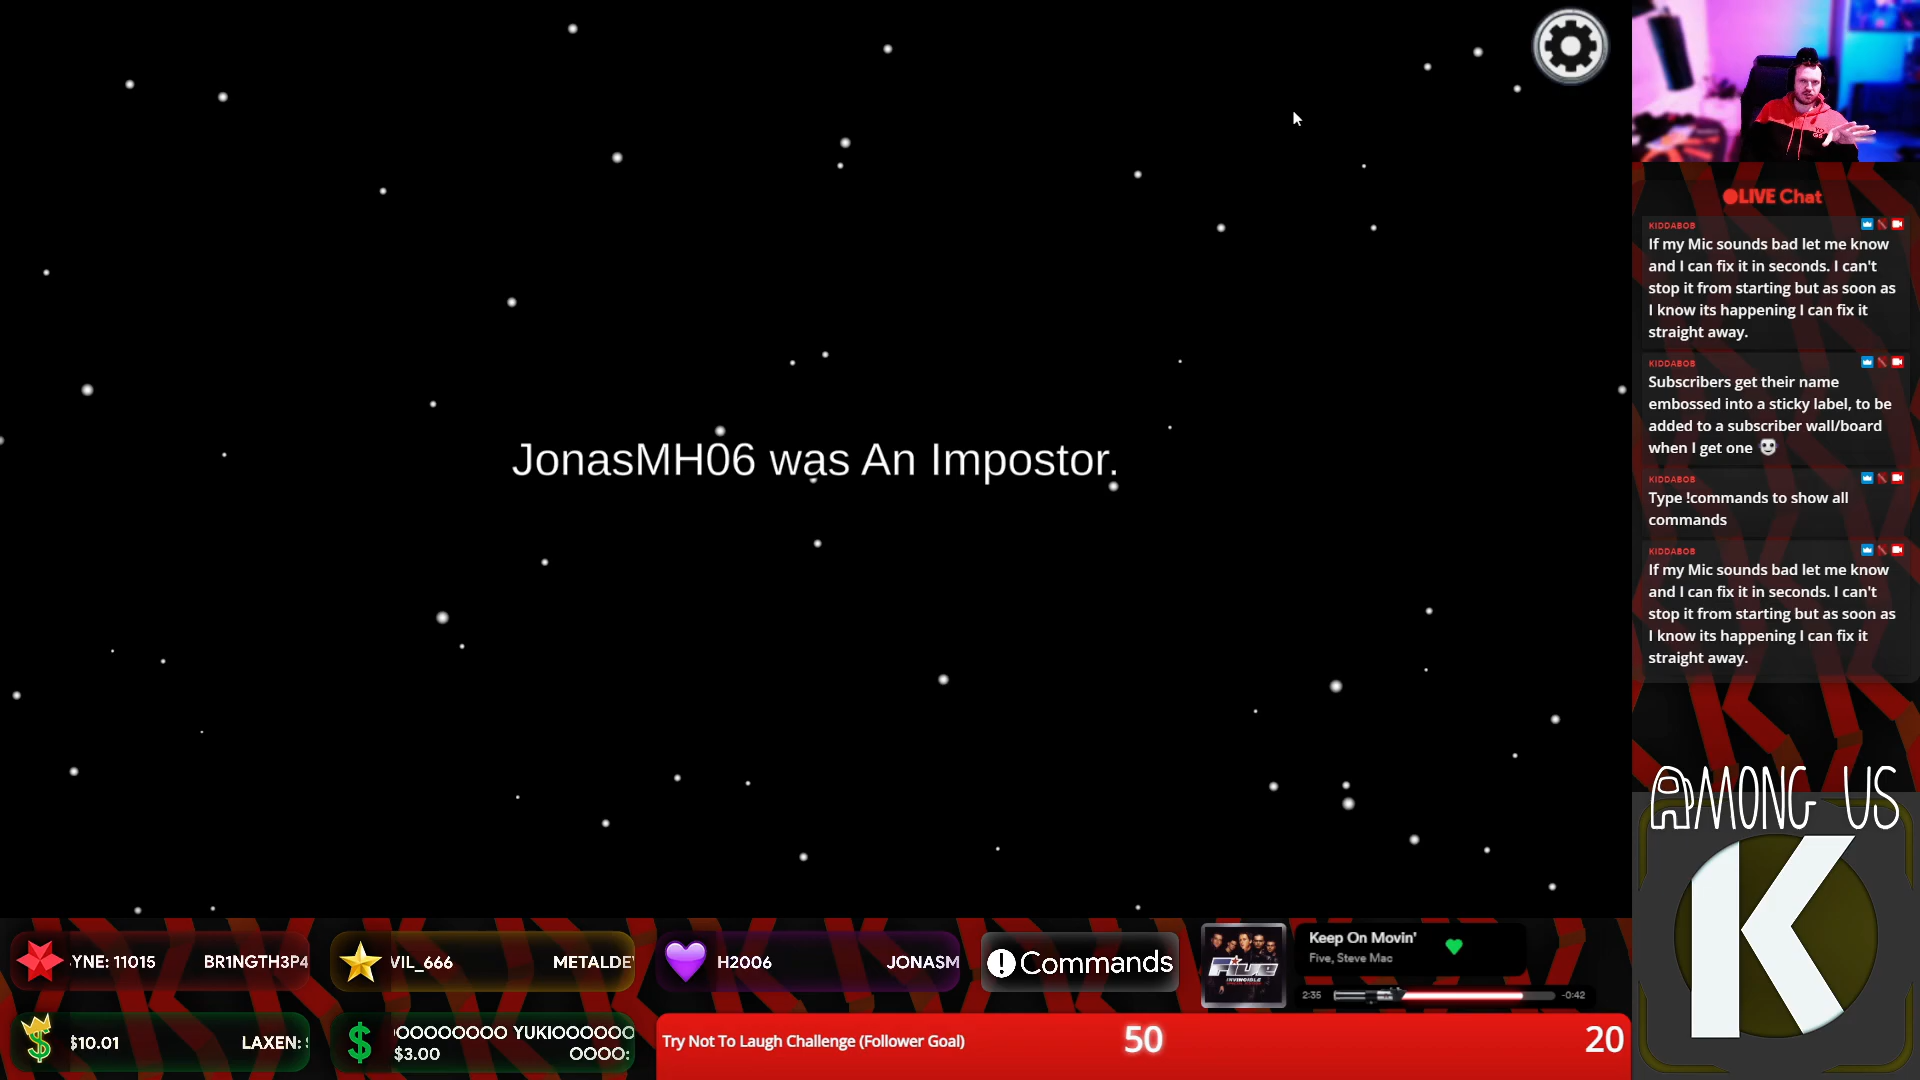 JonasMH06 was An Impostor.
LIVE Chat
KIDDABOB
If my Mic sounds bad let me know
and I can fix it in seconds. I can't
stop it from starting but as soon as
I know its happening I can fix it
straight away.
KIDDABOB
Subscribers get their name
embossed into a sticky label, to be
added to a subscriber wall/board
when I get one
KIDDABOB
Type !commands to show all
commands
KIDDABOB
If my Mic sounds bad let me know
and I can fix it in seconds. I can't
stop it from starting but as soon as
I know its happening I can fix it
straight away.
AMONG US
K
YNE: 11015 BR1NGTH3P4
VIL_666 METALDE
H2006 JONASM
! Commands
FIVE
INVINCIBLE
Keep On Movin'
Five, Steve Mac
2:35 -0:42
$10.01 LAXEN:
OOOOOOOO YUKIOOOOOO
$3.00 OOOO:
Try Not To Laugh Challenge (Follower Goal) 50 20